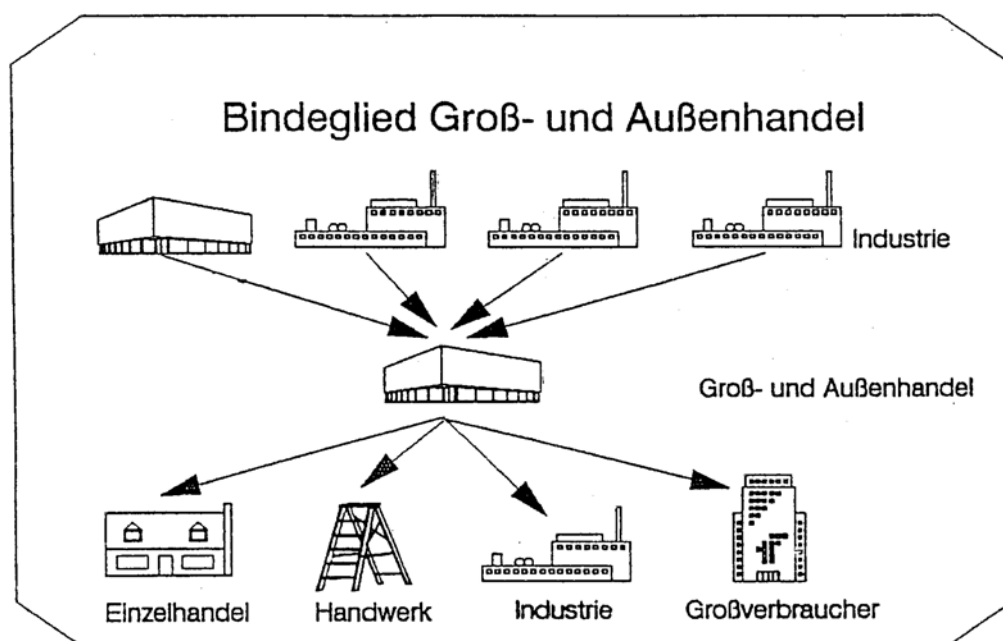 Bindeglied Groß- und Außenhandel
Industrie
Groß- und Außenhandel
Einzelhandel
Handwerk
Industrie
Großverbraucher